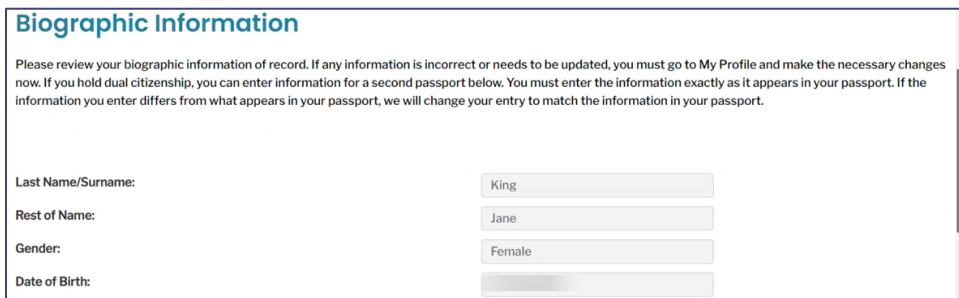 Biographic Information
Please review your biographic information of record. If any information is incorrect or needs to be updated, you must go to My Profile and make the necessary changes
now. If you hold dual citizenship, you can enter information for a second passport below. You must enter the information exactly as it appears in your passport. If the
information you enter differs from what appears in your passport, we will change your entry to match the information in your passport.
Last Name/Surname: King
Rest of Name: Jane
Gender: Female
Date of Birth: